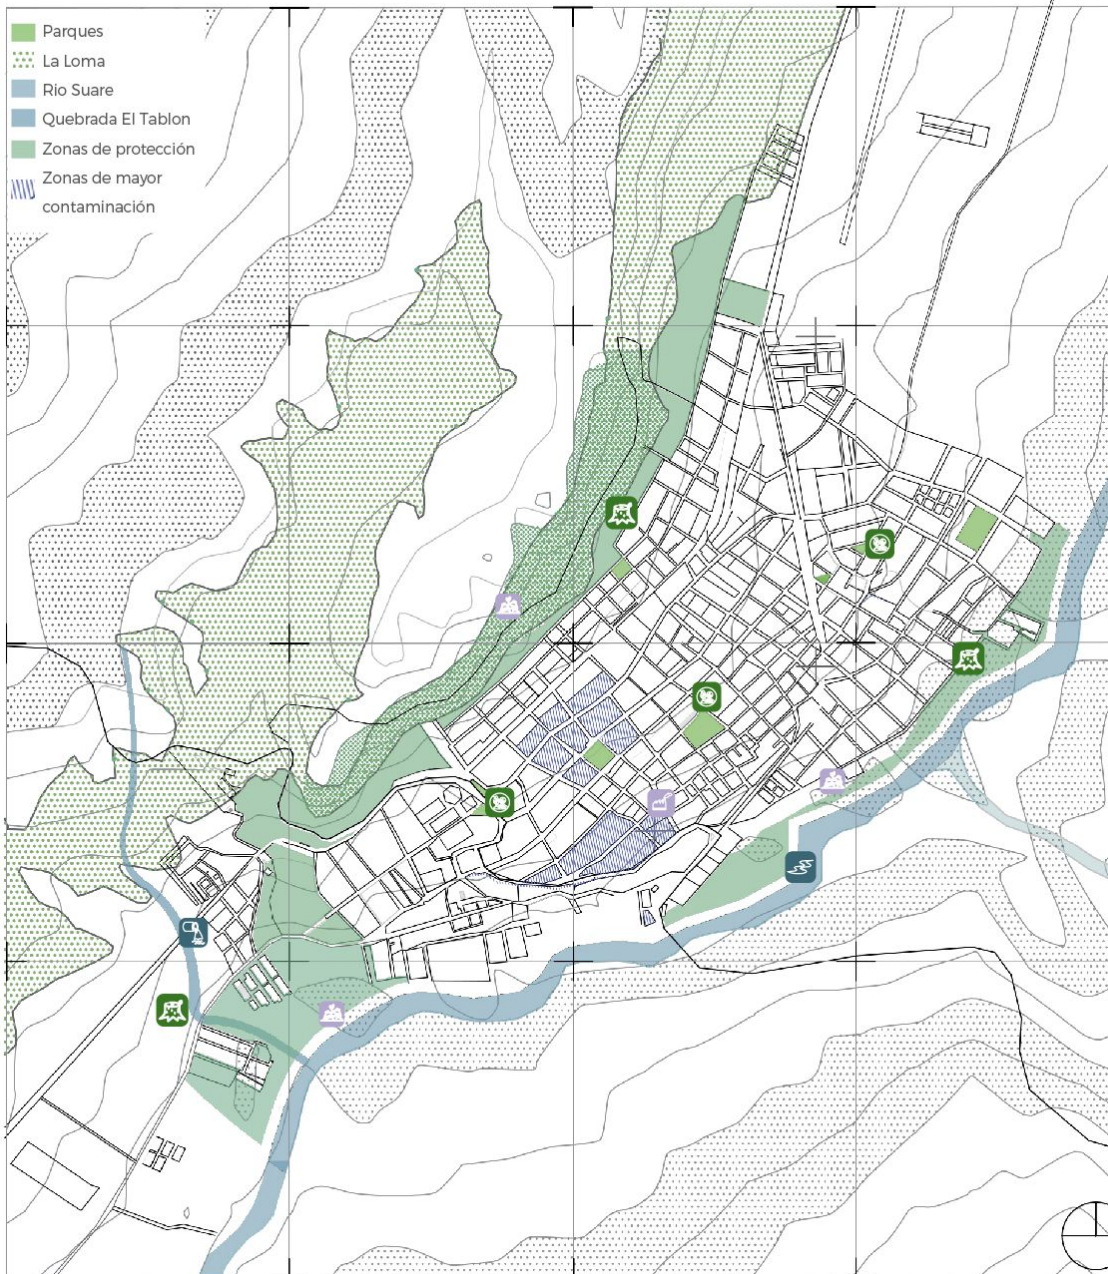 Parques
La Loma
Rio Suare
Quebrada El Tablon
Zonas de protección
Zonas de mayor
contaminación